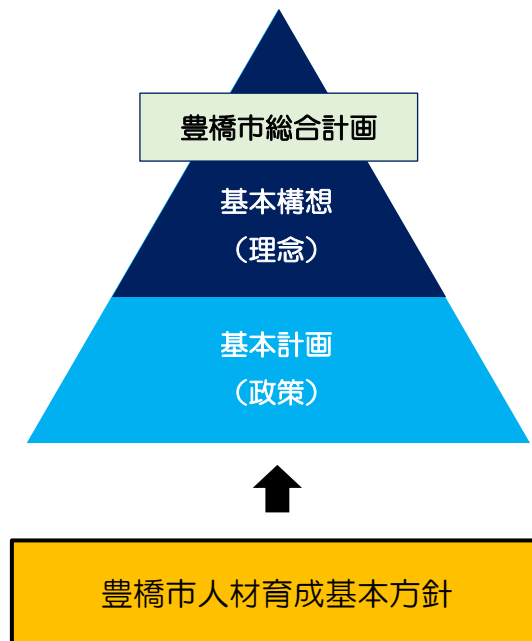 豊橋市総合計画
基本構想
（理念）
基本計画
（政策）
豊橋市人材育成基本方針